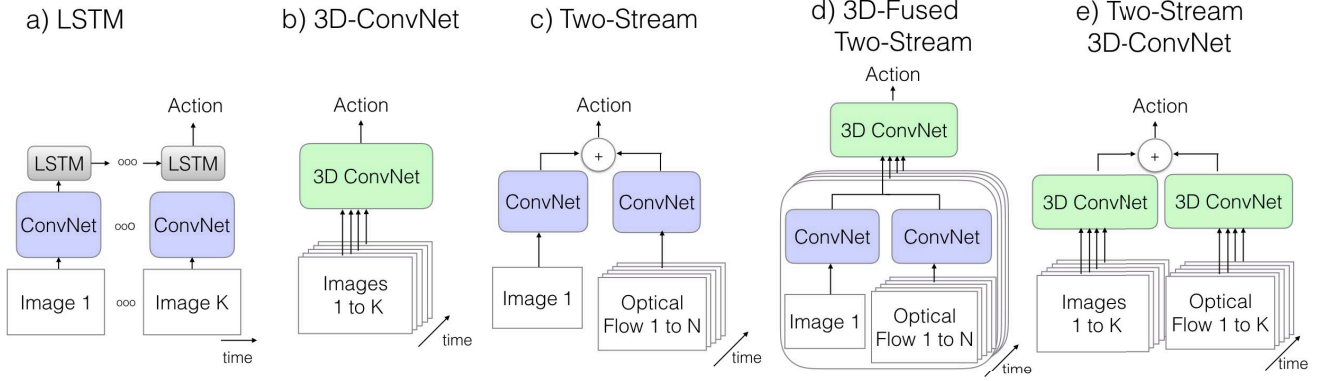 a) LSTM
Action
LSTM ooo LSTM
ConvNet ooo ConvNet
Image 1 ooo Image K
time
b) 3D-ConvNet
Action
3D ConvNet
Images
1 to K
time
c) Two-Stream
Action
+
ConvNet ConvNet
Image 1
Optical
Flow 1 to N
time
d) 3D-Fused
Two-Stream
Action
3D ConvNet
ConvNet ConvNet
Image 1
Optical
Flow 1 to N
time
e) Two-Stream
3D-ConvNet
Action
+
3D ConvNet 3D ConvNet
Images
1 to K
Optical
Flow 1 to K
time